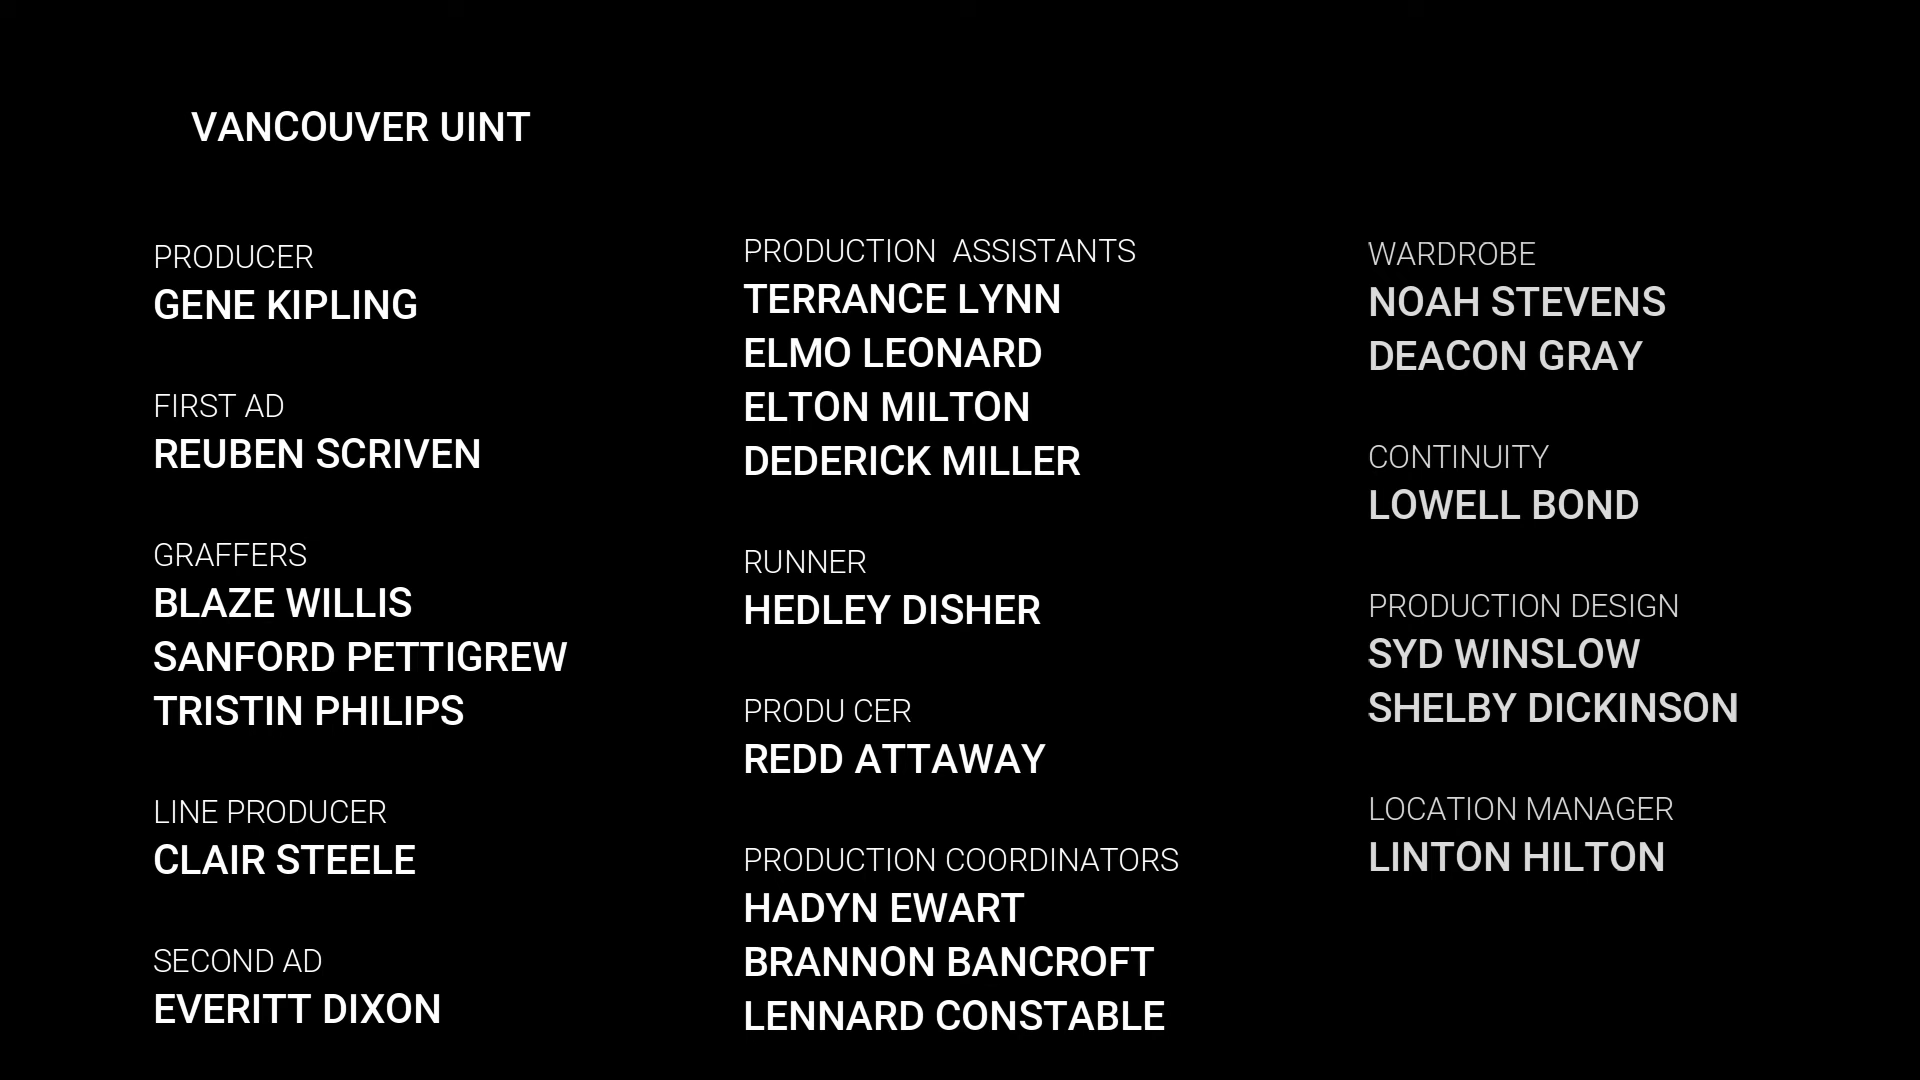 VANCOUVER UINT
PRODUCER
GENE KIPLING
FIRST AD
REUBEN SCRIVEN
GRAFFERS
BLAZE WILLIS
SANFORD PETTIGREW
TRISTIN PHILIPS
LINE PRODUCER
CLAIR STEELE
SECOND AD
EVERITT DIXON
PRODUCTION  ASSISTANTS
TERRANCE LYNN
ELMO LEONARD
ELTON MILTON
DEDERICK MILLER
RUNNER
HEDLEY DISHER
PRODU CER
REDD ATTAWAY
PRODUCTION COORDINATORS
HADYN EWART
BRANNON BANCROFT
LENNARD CONSTABLE
WARDROBE
NOAH STEVENS
DEACON GRAY
CONTINUITY
LOWELL BOND
PRODUCTION DESIGN
SYD WINSLOW
SHELBY DICKINSON
LOCATION MANAGER
LINTON HILTON